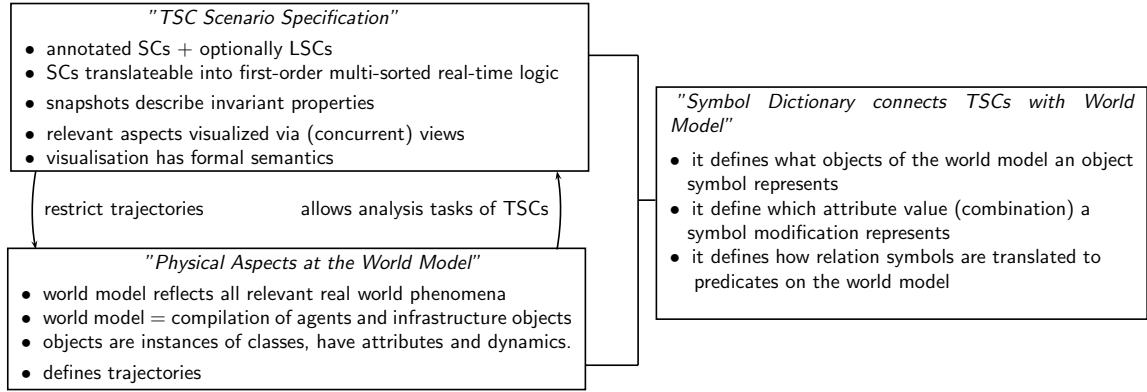 "TSC Scenario Specification"
• annotated SCs + optionally LSCs
• SCs translateable into first-order multi-sorted real-time logic
• snapshots describe invariant properties
• relevant aspects visualized via (concurrent) views
• visualisation has formal semantics
restrict trajectories
allows analysis tasks of TSCs
"Physical Aspects at the World Model"
• world model reflects all relevant real world phenomena
• world model = compilation of agents and infrastructure objects
• objects are instances of classes, have attributes and dynamics.
• defines trajectories
"Symbol Dictionary connects TSCs with World
Model"
• it defines what objects of the world model an object
symbol represents
• it define which attribute value (combination) a
symbol modification represents
• it defines how relation symbols are translated to
predicates on the world model